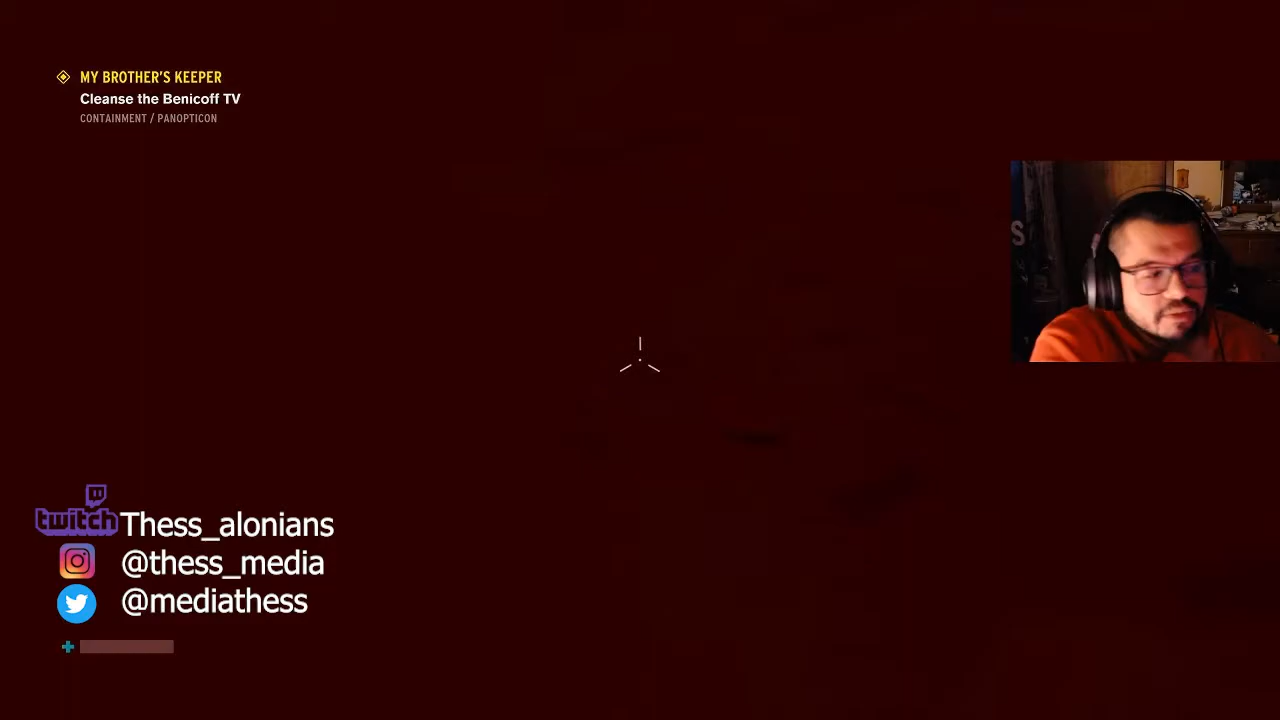 MY BROTHER'S KEEPER
Cleanse the Benicoff TV
CONTAINMENT / PANOPTICON
S
twitch Thess_alonians
@thess_media
@mediathess